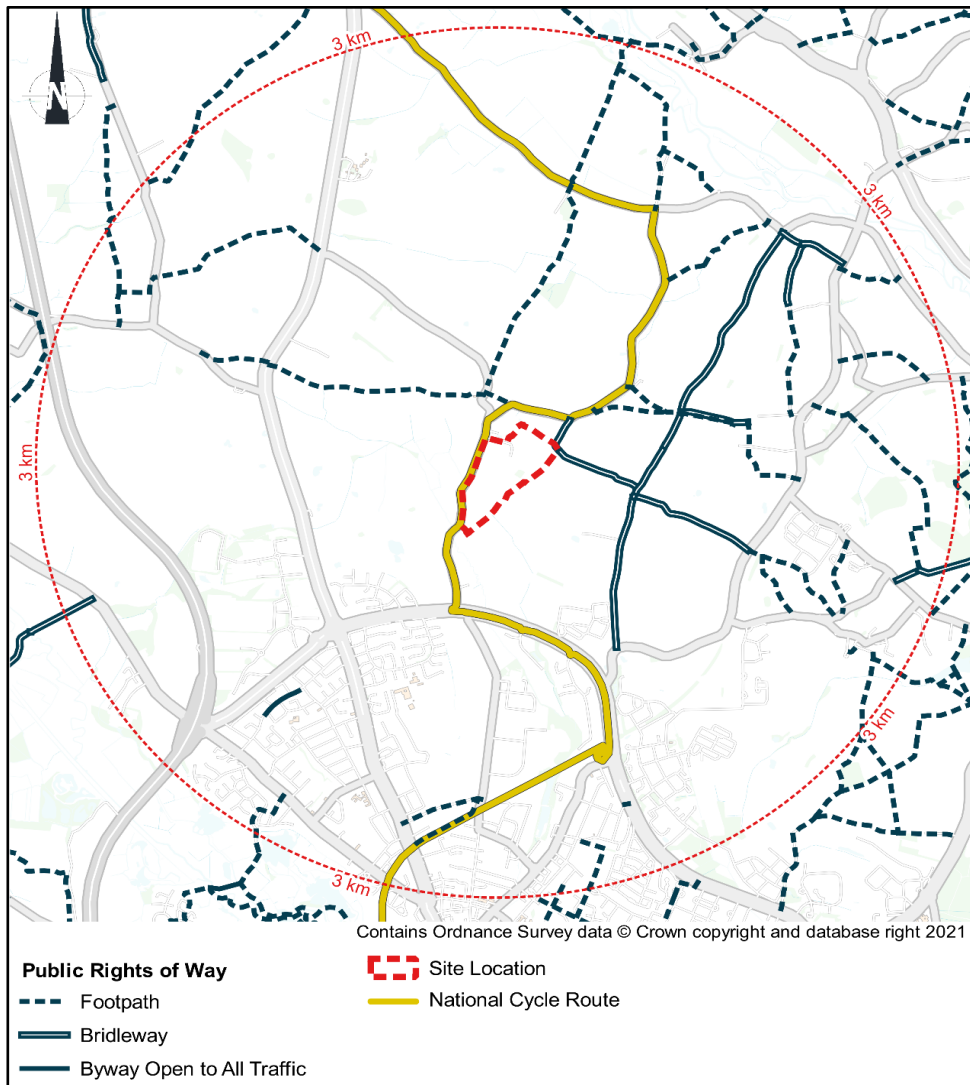 N
3 km
3 km
3 km
3 km
3 km
Contains Ordnance Survey data © Crown copyright and database right 2021
Public Rights of Way
Footpath
Bridleway
Byway Open to All Traffic
Site Location
National Cycle Route